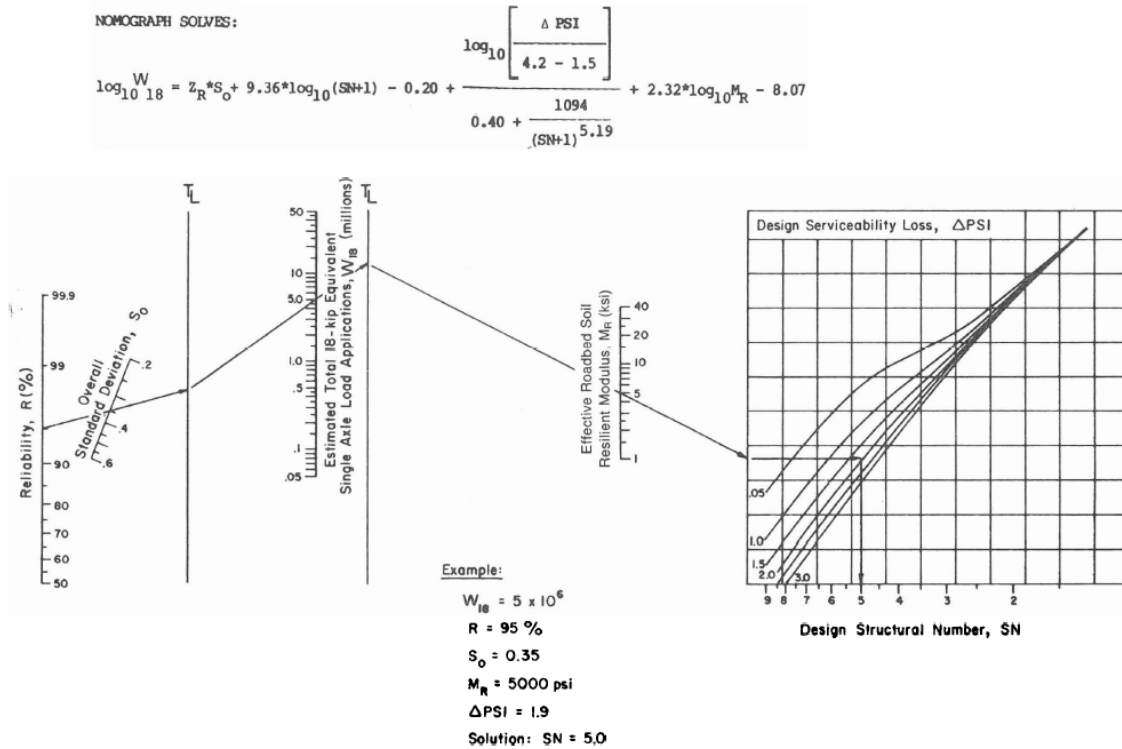 NOMOGRAPH SOLVES:
log10 W18 = ZR*So+ 9.36*log10(SN+1) - 0.20 + log10[Δ PSI / 4.2 - 1.5] / 0.40 + 1094 / (SN+1)^5.19 + 2.32*log10MR - 8.07
TL
TL
Reliability, R (%)
99.9
99
90
80
70
60
50
Overall
Standard Deviation, So
.2
.4
.6
Estimated Total 18-kip Equivalent
Single Axle Load Applications, W18 (millions)
50
10
5.0
1.0
.5
.1
.05
Effective Roadbed Soil
Resilient Modulus, MR (ksi)
40
20
10
5
1
Design Serviceability Loss, ΔPSI
.05
1.0
1.5
2.0
3.0
9 8 7 6 5 4 3 2
Design Structural Number, SN
Example:
W18 = 5 x 10^6
R = 95 %
So = 0.35
MR = 5000 psi
ΔPSI = 1.9
Solution: SN = 5.0